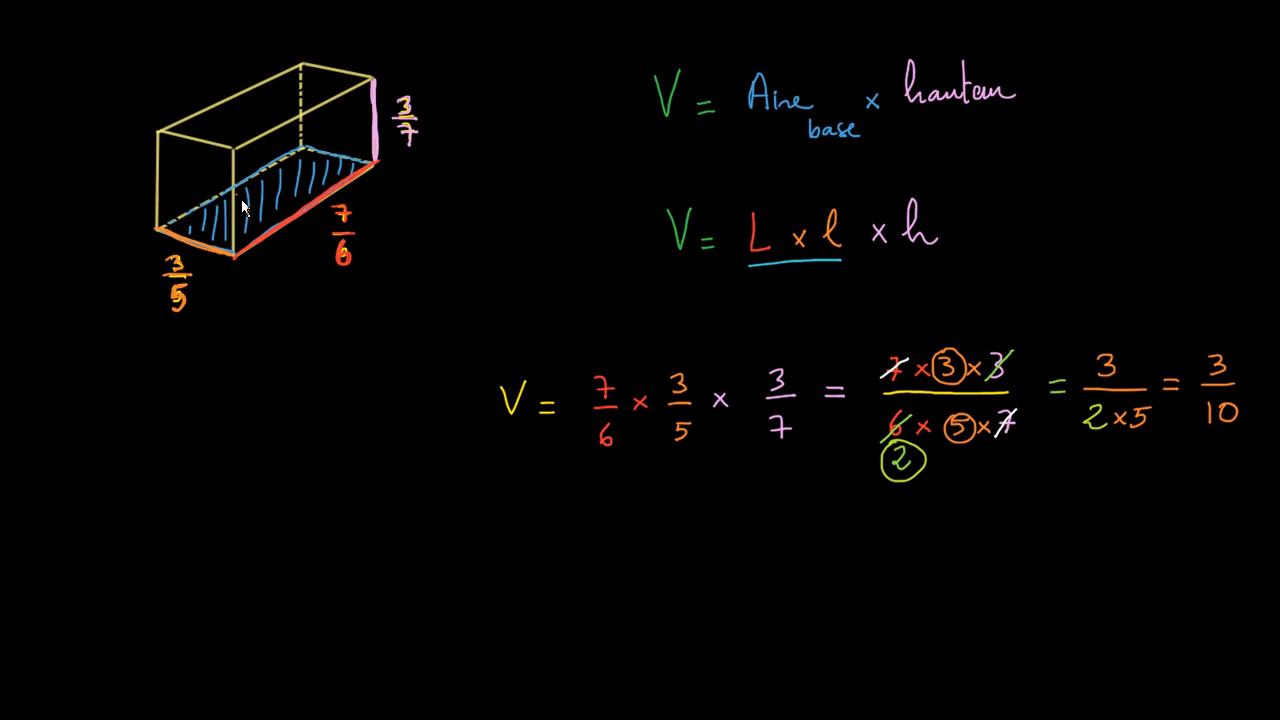 V = Aire base × hauteur
3/7
V = L × l × h
7/6
3/5
V = 7/6 × 3/5 × 3/7 = 7 × 3 × 3 / 6 × 5 × 7 = 3 / 2 × 5 = 3/10
2